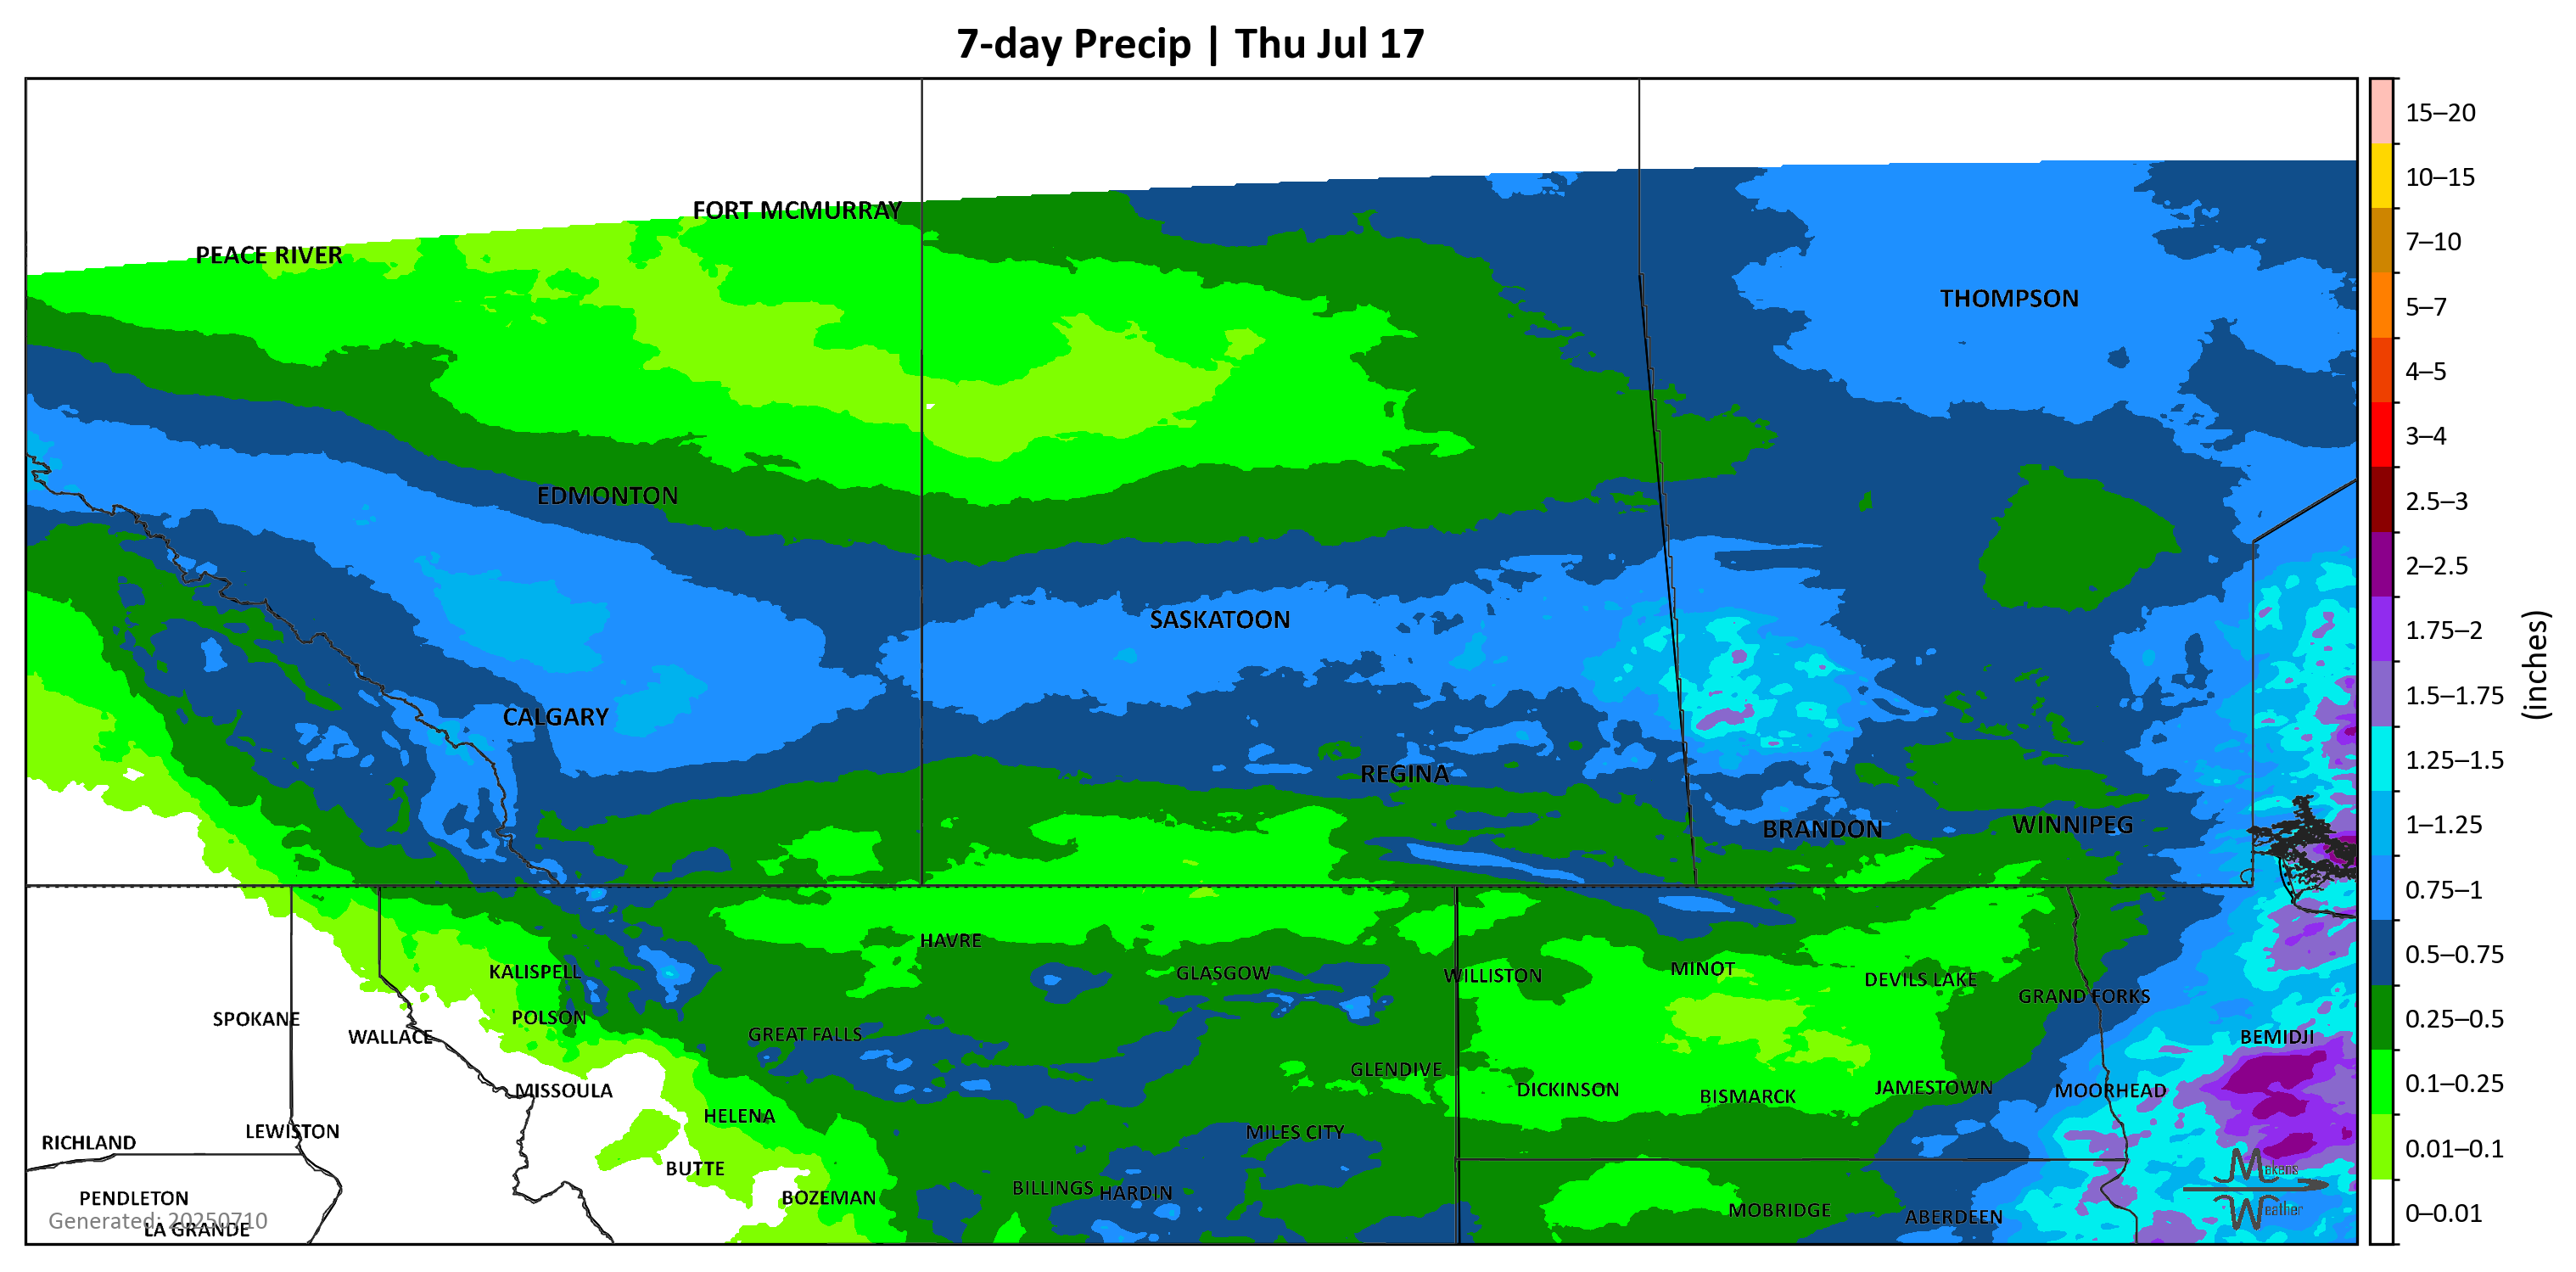 7-day Precip | Thu Jul 17
15–20
10–15
7–10
5–7
4–5
3–4
2.5–3
2–2.5
1.75–2
1.5–1.75
1.25–1.5
1–1.25
0.75–1
0.5–0.75
0.25–0.5
0.1–0.25
0.01–0.1
0–0.01
(inches)
FORT MCMURRAY
PEACE RIVER
THOMPSON
EDMONTON
SASKATOON
CALGARY
REGINA
BRANDON
WINNIPEG
HAVRE
KALISPELL
GLASGOW
WILLISTON
MINOT
DEVILS LAKE
GRAND FORKS
SPOKANE
POLSON
WALLACE
GREAT FALLS
BEMIDJI
GLENDIVE
MISSOULA
DICKINSON
BISMARCK
JAMESTOWN
MOORHEAD
HELENA
LEWISTON
RICHLAND
MILES CITY
BUTTE
Makens
PENDLETON
BOZEMAN
BILLINGS
HARDIN
MOBRIDGE
ABERDEEN
Weather
Generated: 20250710
LA GRANDE